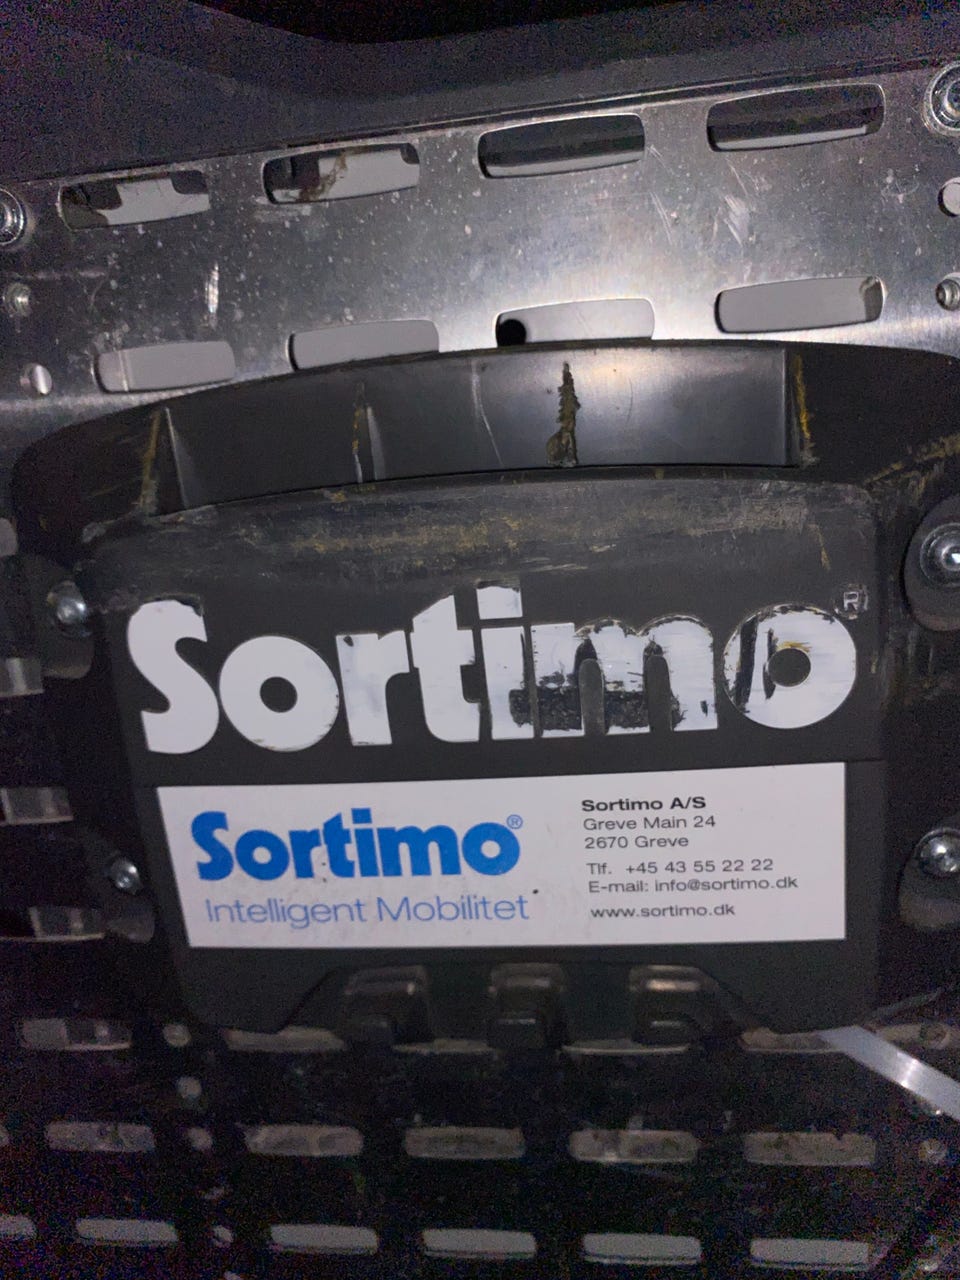 Sortimo®
Sortimo®
Intelligent Mobilitet
Sortimo A/S
Greve Main 24
2670 Greve
Tlf. +45 43 55 22 22
E-mail: info@sortimo.dk
www.sortimo.dk